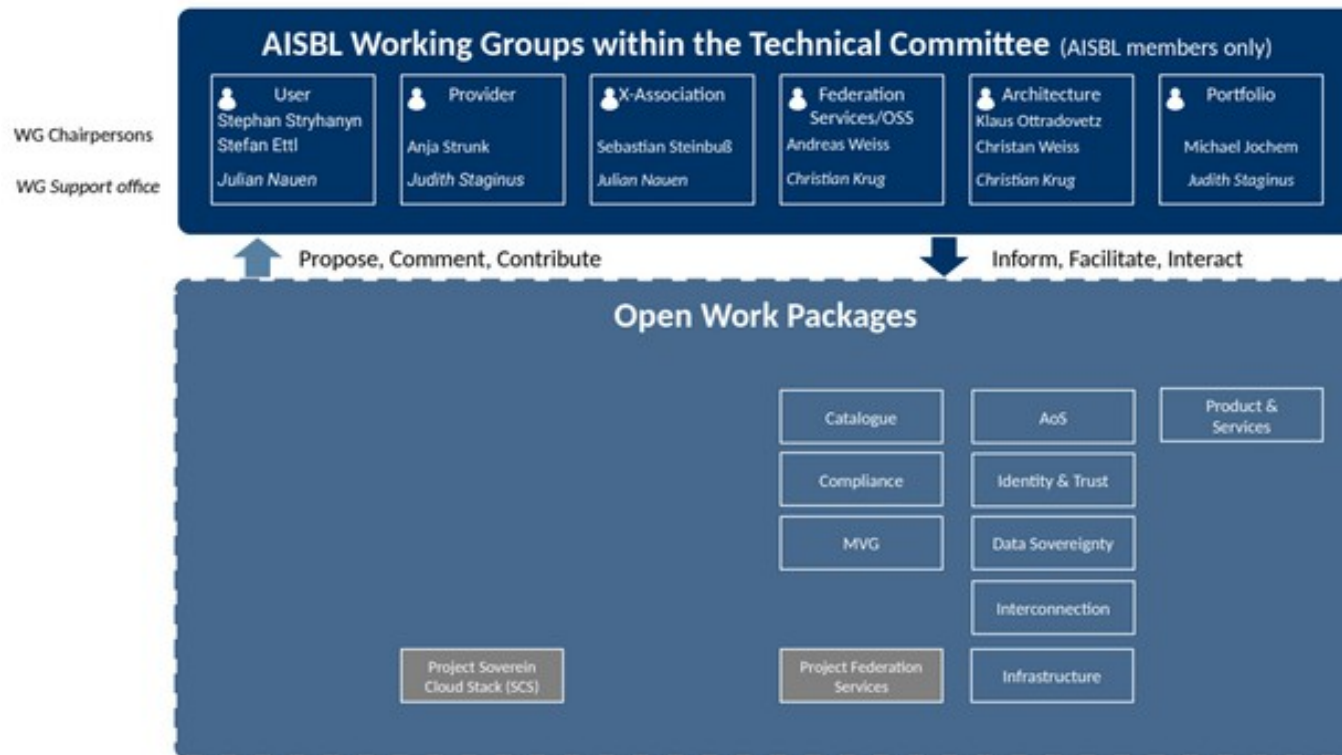 AISBL Working Groups within the Technical Committee (AISBL members only)
WG Chairpersons
WG Support office
User
Stephan Stryhanyn
Stefan Ettl
Julian Nauen
Provider
Anja Strunk
Judith Staginus
X-Association
Sebastian Steinbuß
Julian Nauen
Federation
Services/OSS
Andreas Weiss
Christian Krug
Architecture
Klaus Ottradovetz
Christan Weiss
Christian Krug
Portfolio
Michael Jochem
Judith Staginus
Propose, Comment, Contribute
Inform, Facilitate, Interact
Open Work Packages
Catalogue
Compliance
MVG
AoS
Identity & Trust
Data Sovereignty
Interconnection
Infrastructure
Product &
Services
Project Soverein
Cloud Stack (SCS)
Project Federation
Services